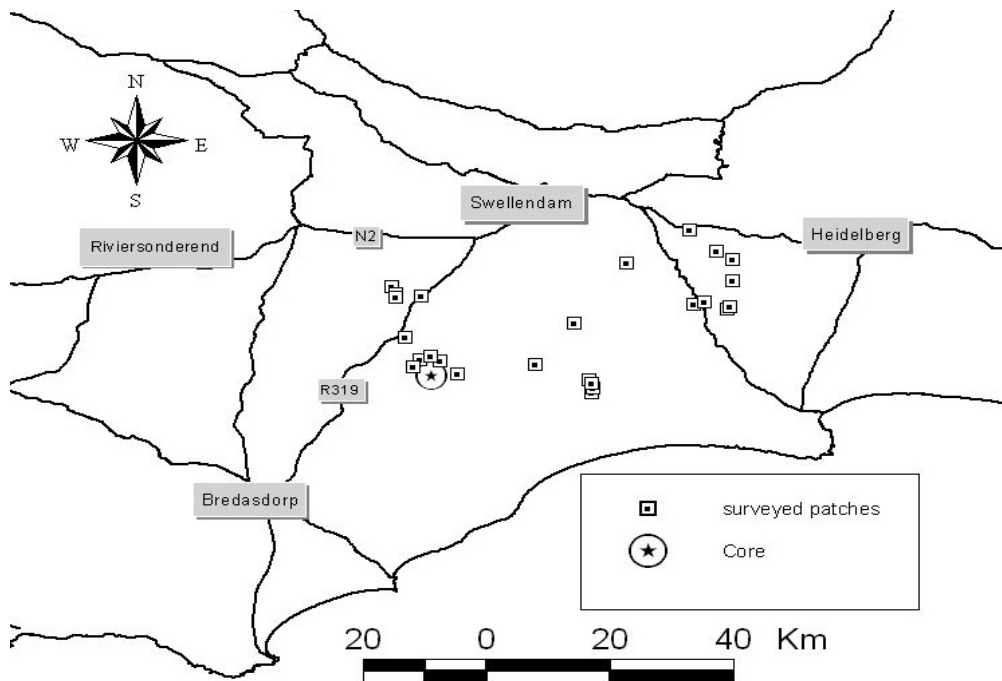 N
W E
S
Swellendam
N2
Riviersonderend
Heidelberg
R319
Bredasdorp
surveyed patches
Core
20 0 20 40 Km